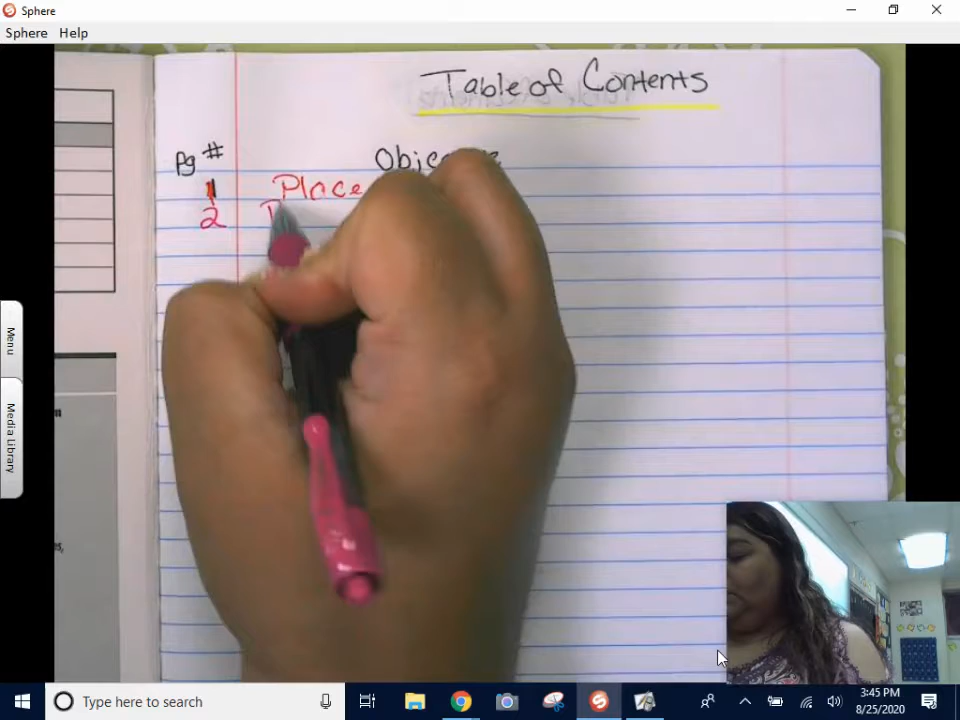 Sphere
Sphere Help
Table of Contents
Pg #
1 Place
2
Menu
Media Library
Type here to search
3:45 PM
8/25/2020